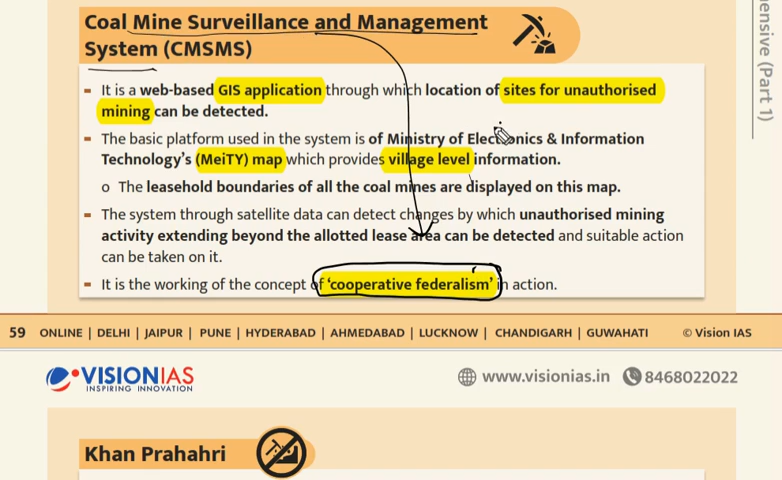 ensive (Part 1)
Coal Mine Surveillance and Management
System (CMSMS)
- It is a web-based GIS application through which location of sites for unauthorised
mining can be detected.
- The basic platform used in the system is of Ministry of Electronics & Information
Technology's (MeiTY) map which provides village level information.
o The leasehold boundaries of all the coal mines are displayed on this map.
- The system through satellite data can detect changes by which unauthorised mining
activity extending beyond the allotted lease area can be detected and suitable action
can be taken on it.
- It is the working of the concept of 'cooperative federalism' in action.
59 ONLINE | DELHI | JAIPUR | PUNE | HYDERABAD | AHMEDABAD | LUCKNOW | CHANDIGARH | GUWAHATI © Vision IAS
VISIONIAS
INSPIRING INNOVATION
www.visionias.in 8468022022
Khan Prahahri